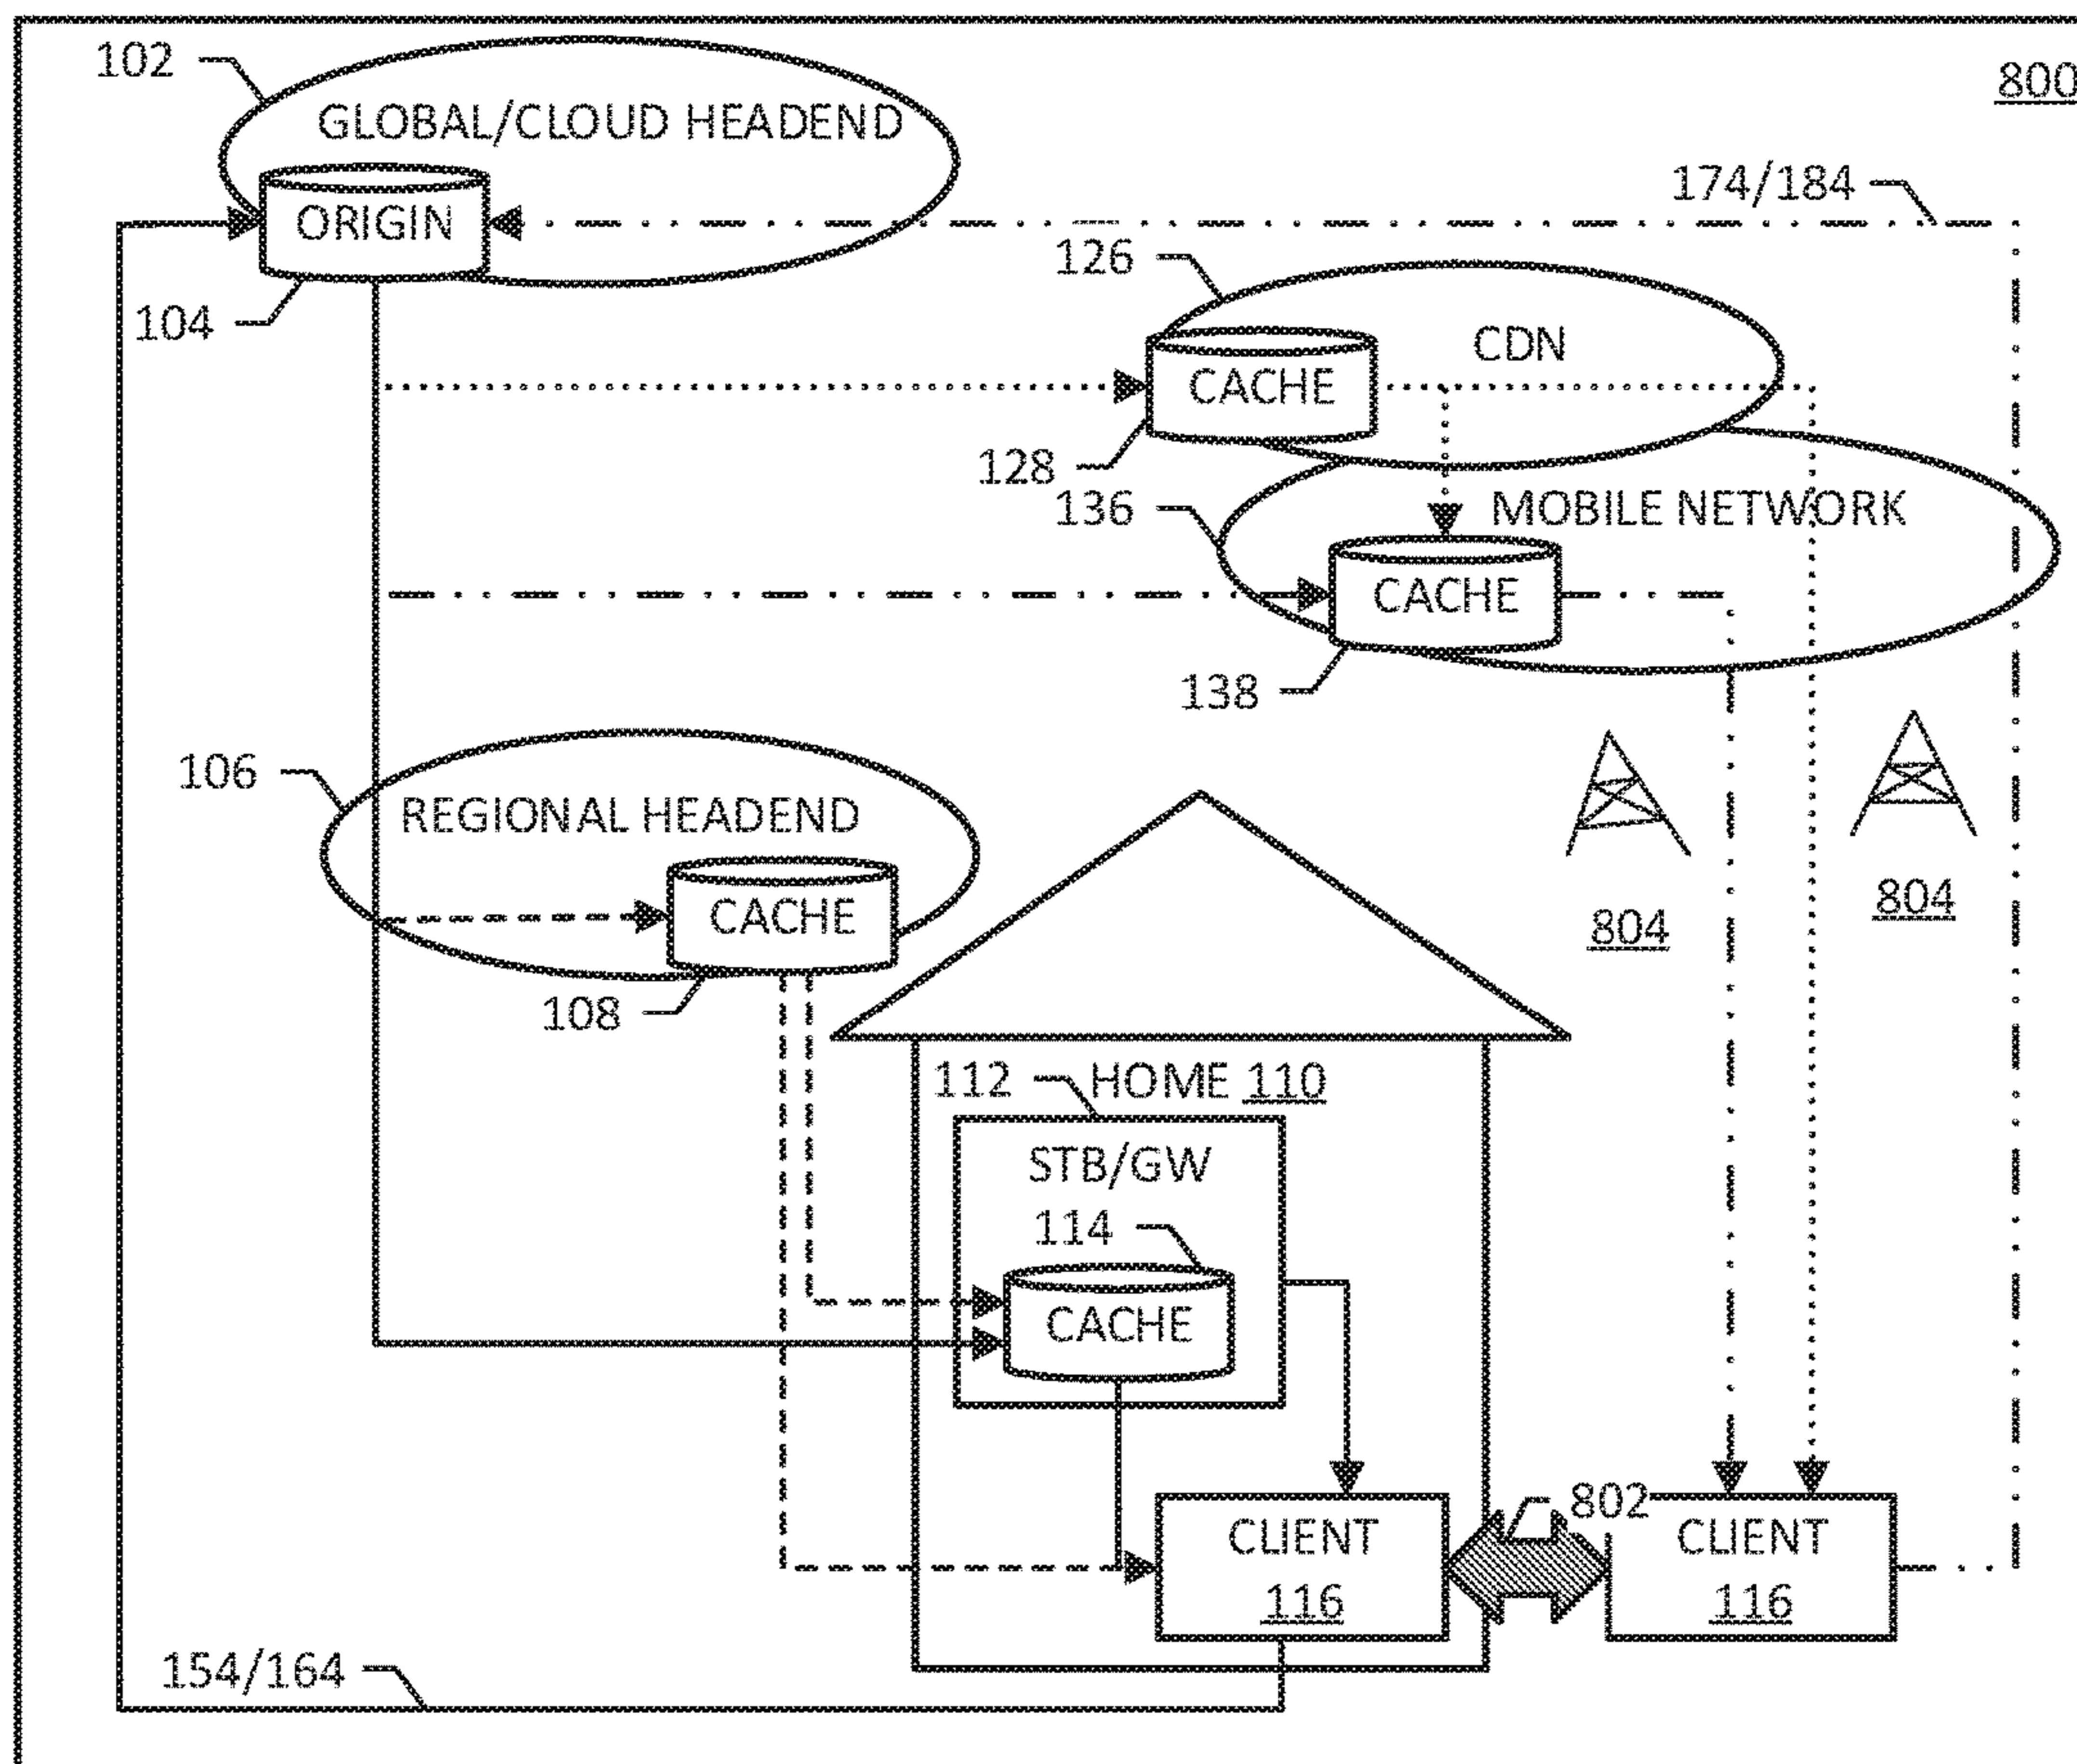 102
800
GLOBAL/CLOUD HEADEND
174/184
ORIGIN
126
104
CDN
CACHE
128
136
MOBILE NETWORK
CACHE
138
106
REGIONAL HEADEND
804
804
CACHE
108
112
HOME 110
STB/GW
114
CACHE
802
CLIENT
116
CLIENT
116
154/164